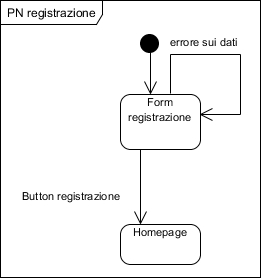 PN registrazione
errore sui dati
Form
registrazione
Button registrazione
Homepage